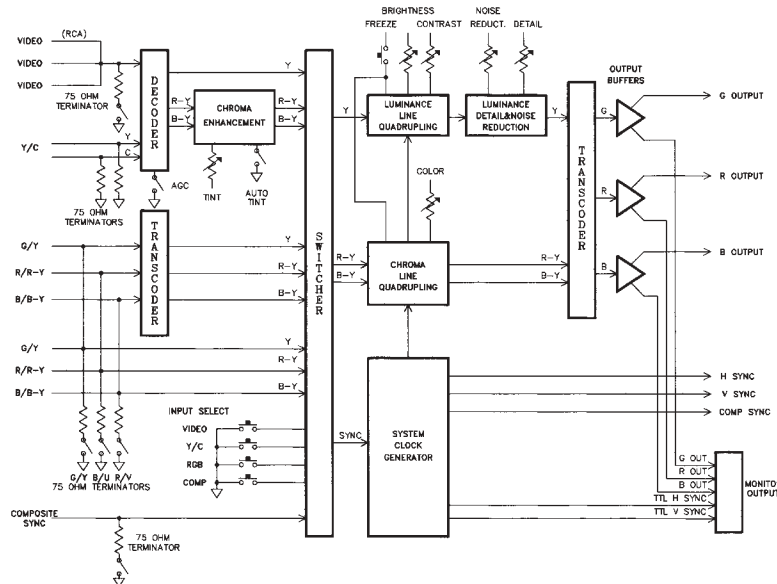 BRIGHTNESS
NOISE
FREEZE
CONTRAST
REDUCT.
DETAIL
OUTPUT
BUFFERS
(RCA)
VIDEO
VIDEO
VIDEO
75 OHM
TERMINATOR
DECODER
Y
R-Y
B-Y
CHROMA
ENHANCEMENT
R-Y
B-Y
SWITCHER
Y
LUMINANCE
LINE
QUADRUPLING
LUMINANCE
DETAIL&NOISE
REDUCTION
Y
TRANSCODER
G
G OUTPUT
R
R OUTPUT
B
B OUTPUT
Y/C
Y
C
75 OHM
TERMINATORS
AGC
TINT
AUTO
TINT
COLOR
G/Y
R/R-Y
B/B-Y
TRANSCODER
Y
R-Y
B-Y
R-Y
B-Y
CHROMA
LINE
QUADRUPLING
R-Y
B-Y
G/Y
R/R-Y
B/B-Y
Y
R-Y
B-Y
INPUT SELECT
VIDEO
Y/C
RGB
COMP
SYNC
SYSTEM
CLOCK
GENERATOR
H SYNC
V SYNC
COMP SYNC
G/Y B/U R/V
75 OHM TERMINATORS
G OUT
R OUT
B OUT
TTL H SYNC
TTL V SYNC
MONITOR
OUTPUT
COMPOSITE
SYNC
75 OHM
TERMINATOR